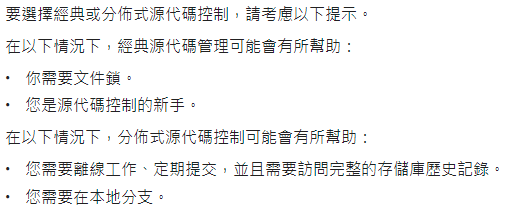 要選擇經典或分佈式源代碼控制，請考慮以下提示。
在以下情況下，經典源代碼管理可能會有所幫助：
• 你需要文件鎖。
• 您是源代碼控制的新手。
在以下情況下，分佈式源代碼控制可能會有所幫助：
• 您需要離線工作、定期提交，並且需要訪問完整的存儲庫歷史記錄。
• 您需要在本地分支。